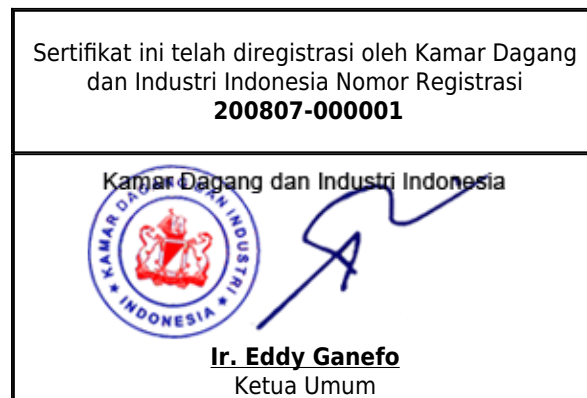 Sertifikat ini telah diregistrasi oleh Kamar Dagang
dan Industri Indonesia Nomor Registrasi
200807-000001
Kamar Dagang dan Industri Indonesia
KAMAR DAGANG DAN INDUSTRI
INDONESIA
Ir. Eddy Ganefo
Ketua Umum